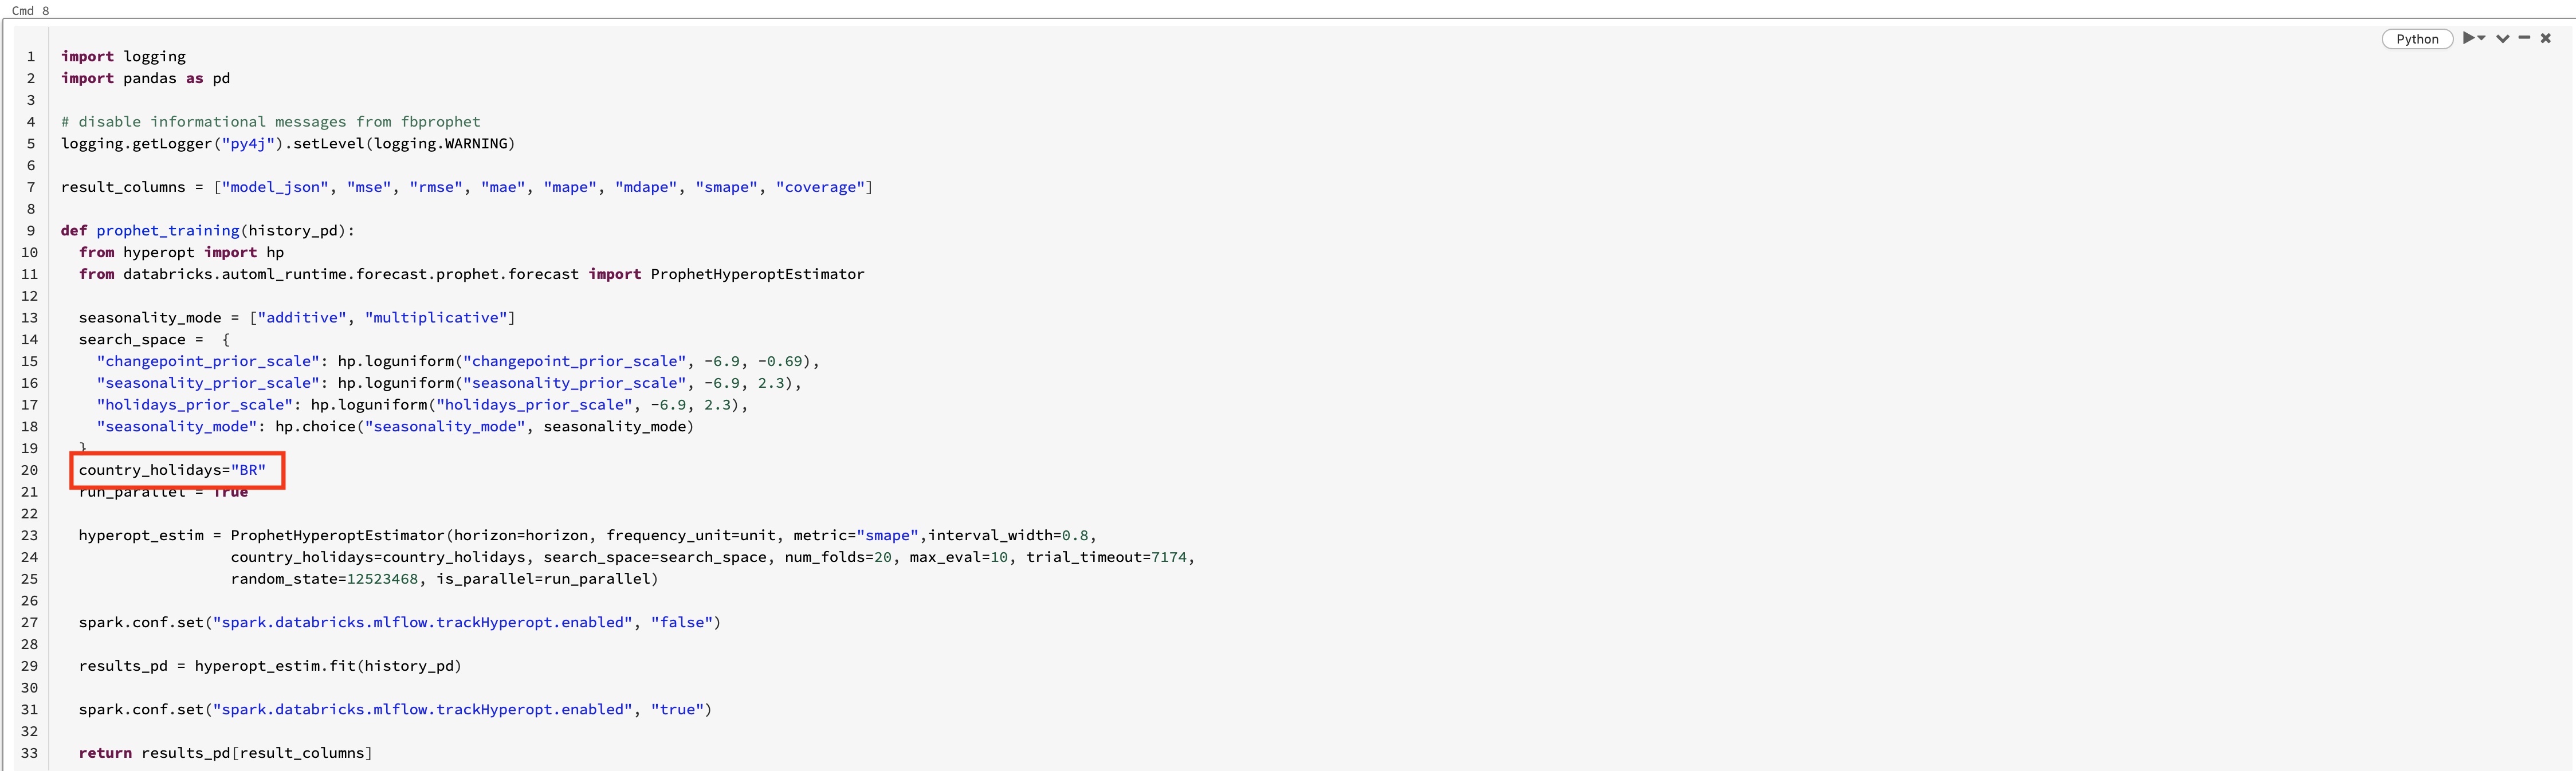 Cmd 8
Python
1 import logging
2 import pandas as pd
3
4 # disable informational messages from fbprophet
5 logging.getLogger("py4j").setLevel(logging.WARNING)
6
7 result_columns = ["model_json", "mse", "rmse", "mae", "mape", "mdape", "smape", "coverage"]
8
9 def prophet_training(history_pd):
10   from hyperopt import hp
11   from databricks.automl_runtime.forecast.prophet.forecast import ProphetHyperoptEstimator
12
13   seasonality_mode = ["additive", "multiplicative"]
14   search_space =  {
15     "changepoint_prior_scale": hp.loguniform("changepoint_prior_scale", -6.9, -0.69),
16     "seasonality_prior_scale": hp.loguniform("seasonality_prior_scale", -6.9, 2.3),
17     "holidays_prior_scale": hp.loguniform("holidays_prior_scale", -6.9, 2.3),
18     "seasonality_mode": hp.choice("seasonality_mode", seasonality_mode)
19   }
20   country_holidays="BR"
21   run_parallel = True
22
23   hyperopt_estim = ProphetHyperoptEstimator(horizon=horizon, frequency_unit=unit, metric="smape",interval_width=0.8,
24                    country_holidays=country_holidays, search_space=search_space, num_folds=20, max_eval=10, trial_timeout=7174,
25                    random_state=12523468, is_parallel=run_parallel)
26
27   spark.conf.set("spark.databricks.mlflow.trackHyperopt.enabled", "false")
28
29   results_pd = hyperopt_estim.fit(history_pd)
30
31   spark.conf.set("spark.databricks.mlflow.trackHyperopt.enabled", "true")
32
33   return results_pd[result_columns]